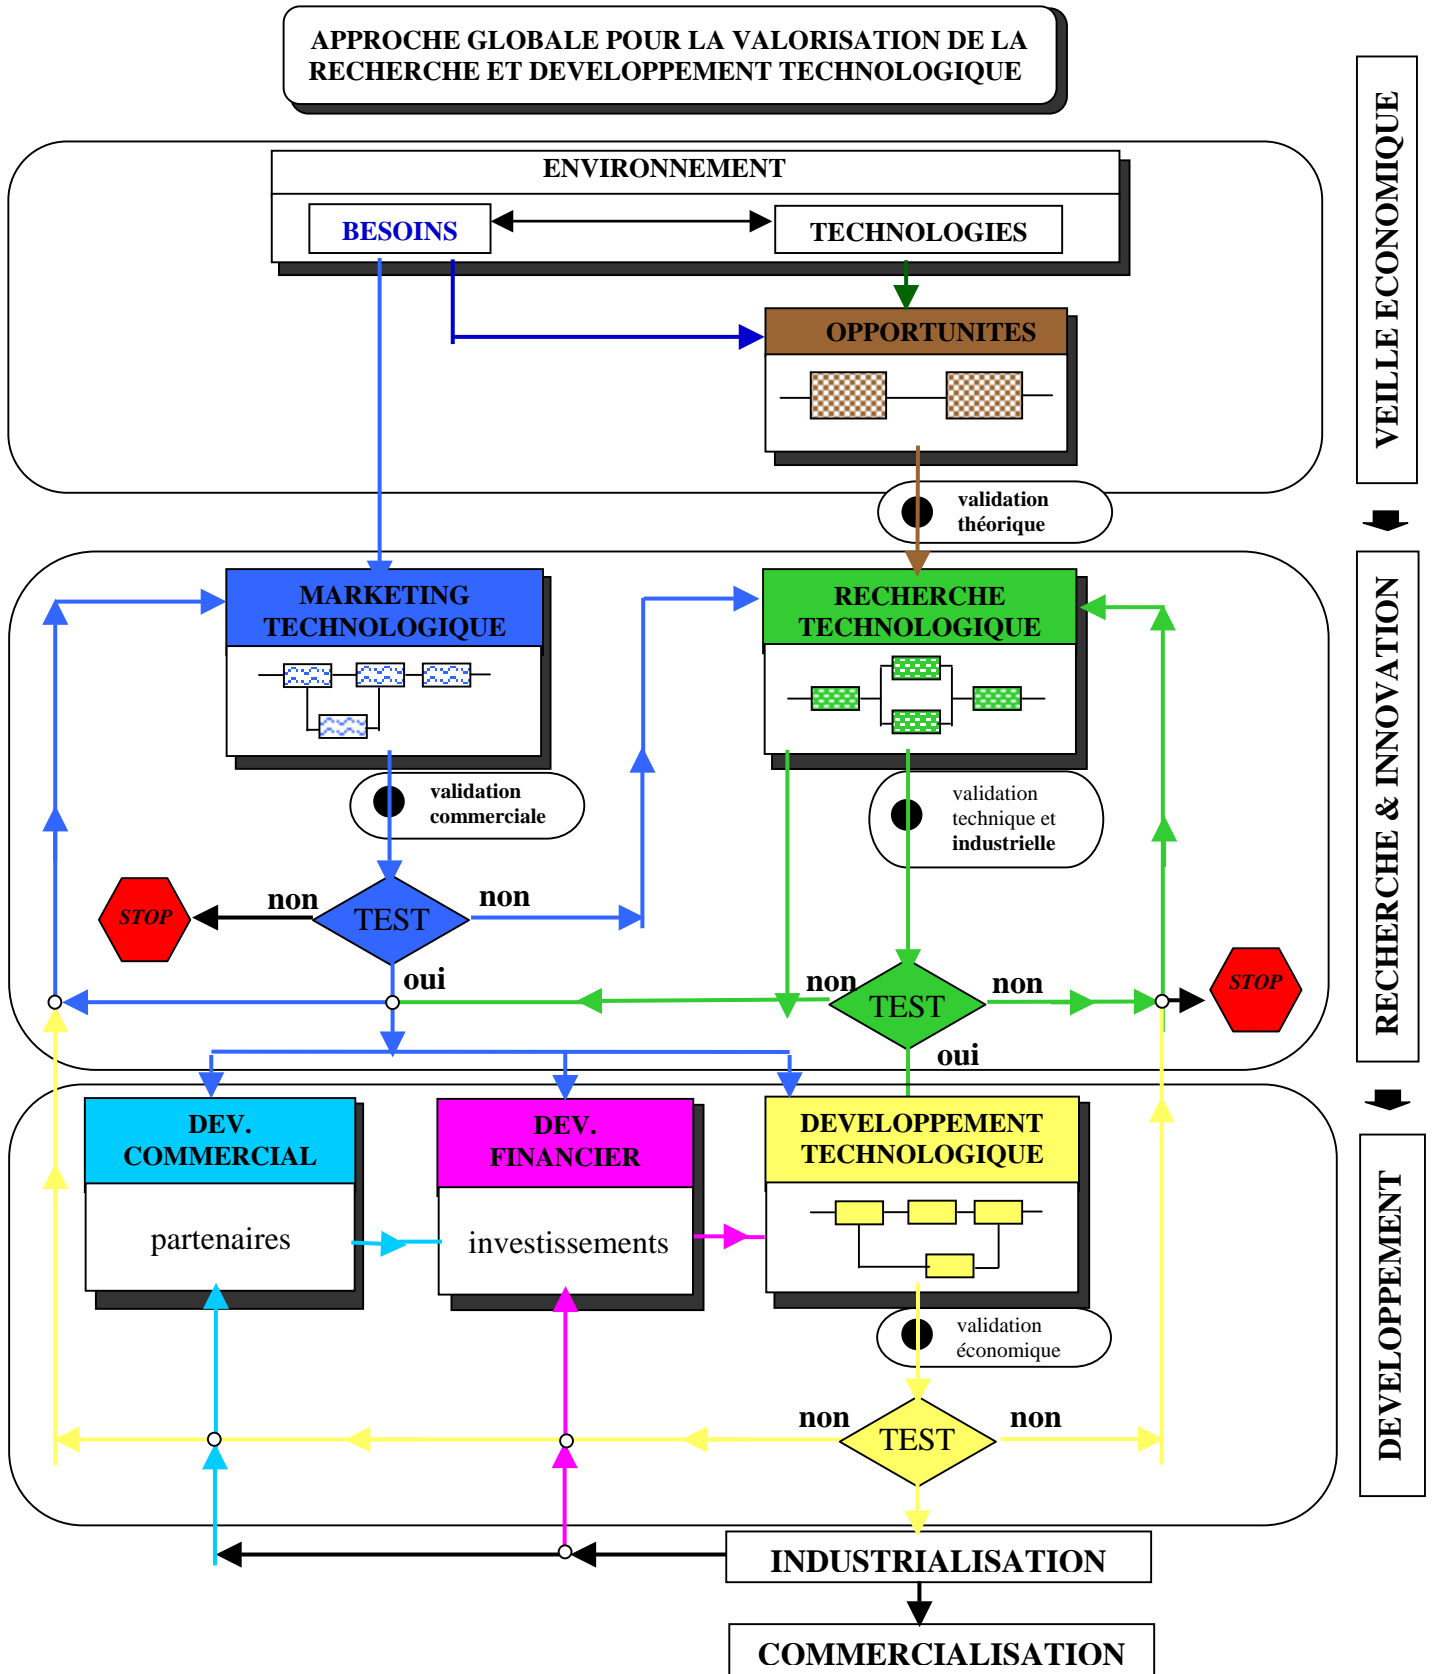 APPROCHE GLOBALE POUR LA VALORISATION DE LA
RECHERCHE ET DEVELOPPEMENT TECHNOLOGIQUE
VEILLE ECONOMIQUE
ENVIRONNEMENT
BESOINS
TECHNOLOGIES
OPPORTUNITES
validation
théorique
RECHERCHE & INNOVATION
MARKETING
TECHNOLOGIQUE
RECHERCHE
TECHNOLOGIQUE
validation
commerciale
validation
technique et
industrielle
STOP
non
TEST
non
oui
non
TEST
non
STOP
oui
DEVELOPPEMENT
DEV.
COMMERCIAL
partenaires
DEV.
FINANCIER
investissements
DEVELOPPEMENT
TECHNOLOGIQUE
validation
économique
non
TEST
non
INDUSTRIALISATION
COMMERCIALISATION